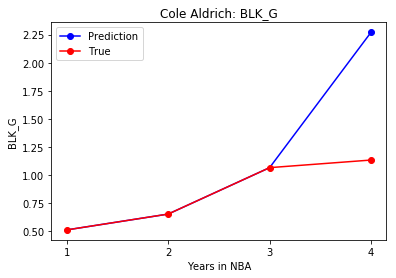 Cole Aldrich: BLK_G
Prediction
True
BLK_G
2.25
2.00
1.75
1.50
1.25
1.00
0.75
0.50
1 2 3 4
Years in NBA